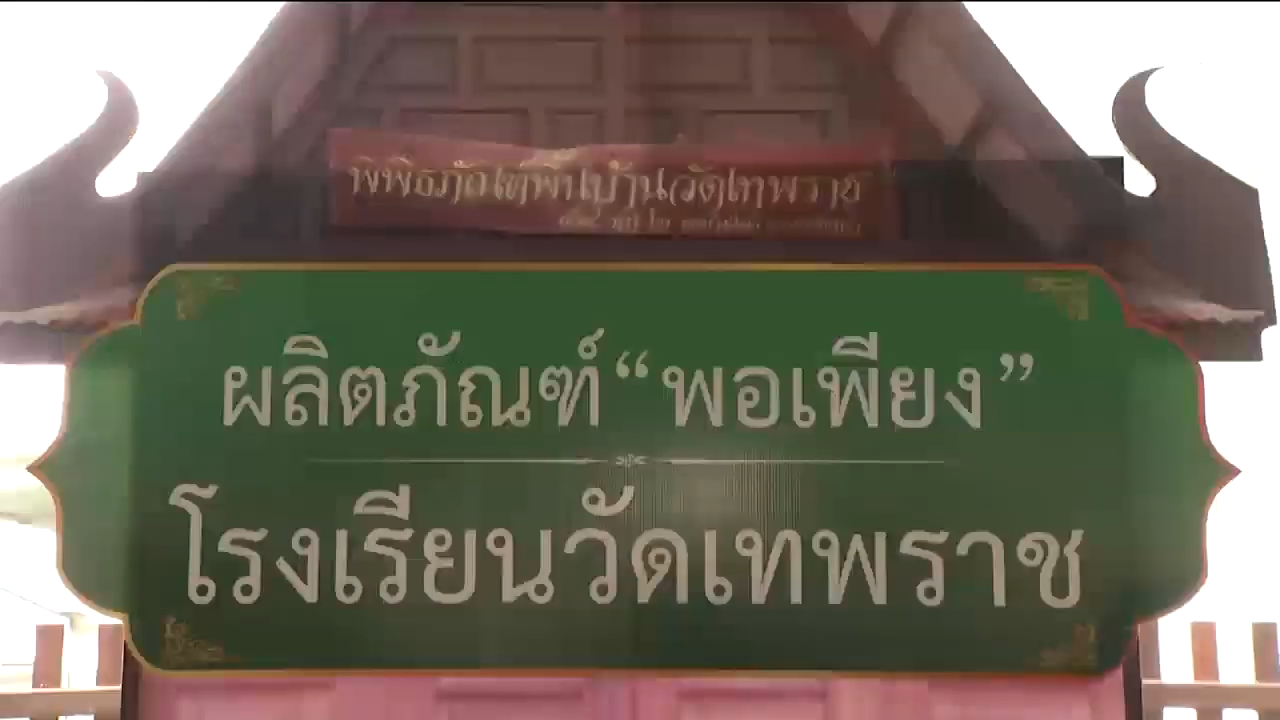 พิพิธภัณฑ์พื้นบ้านวัดเทพราช
ผลิตภัณฑ์ “พอเพียง”
โรงเรียนวัดเทพราช